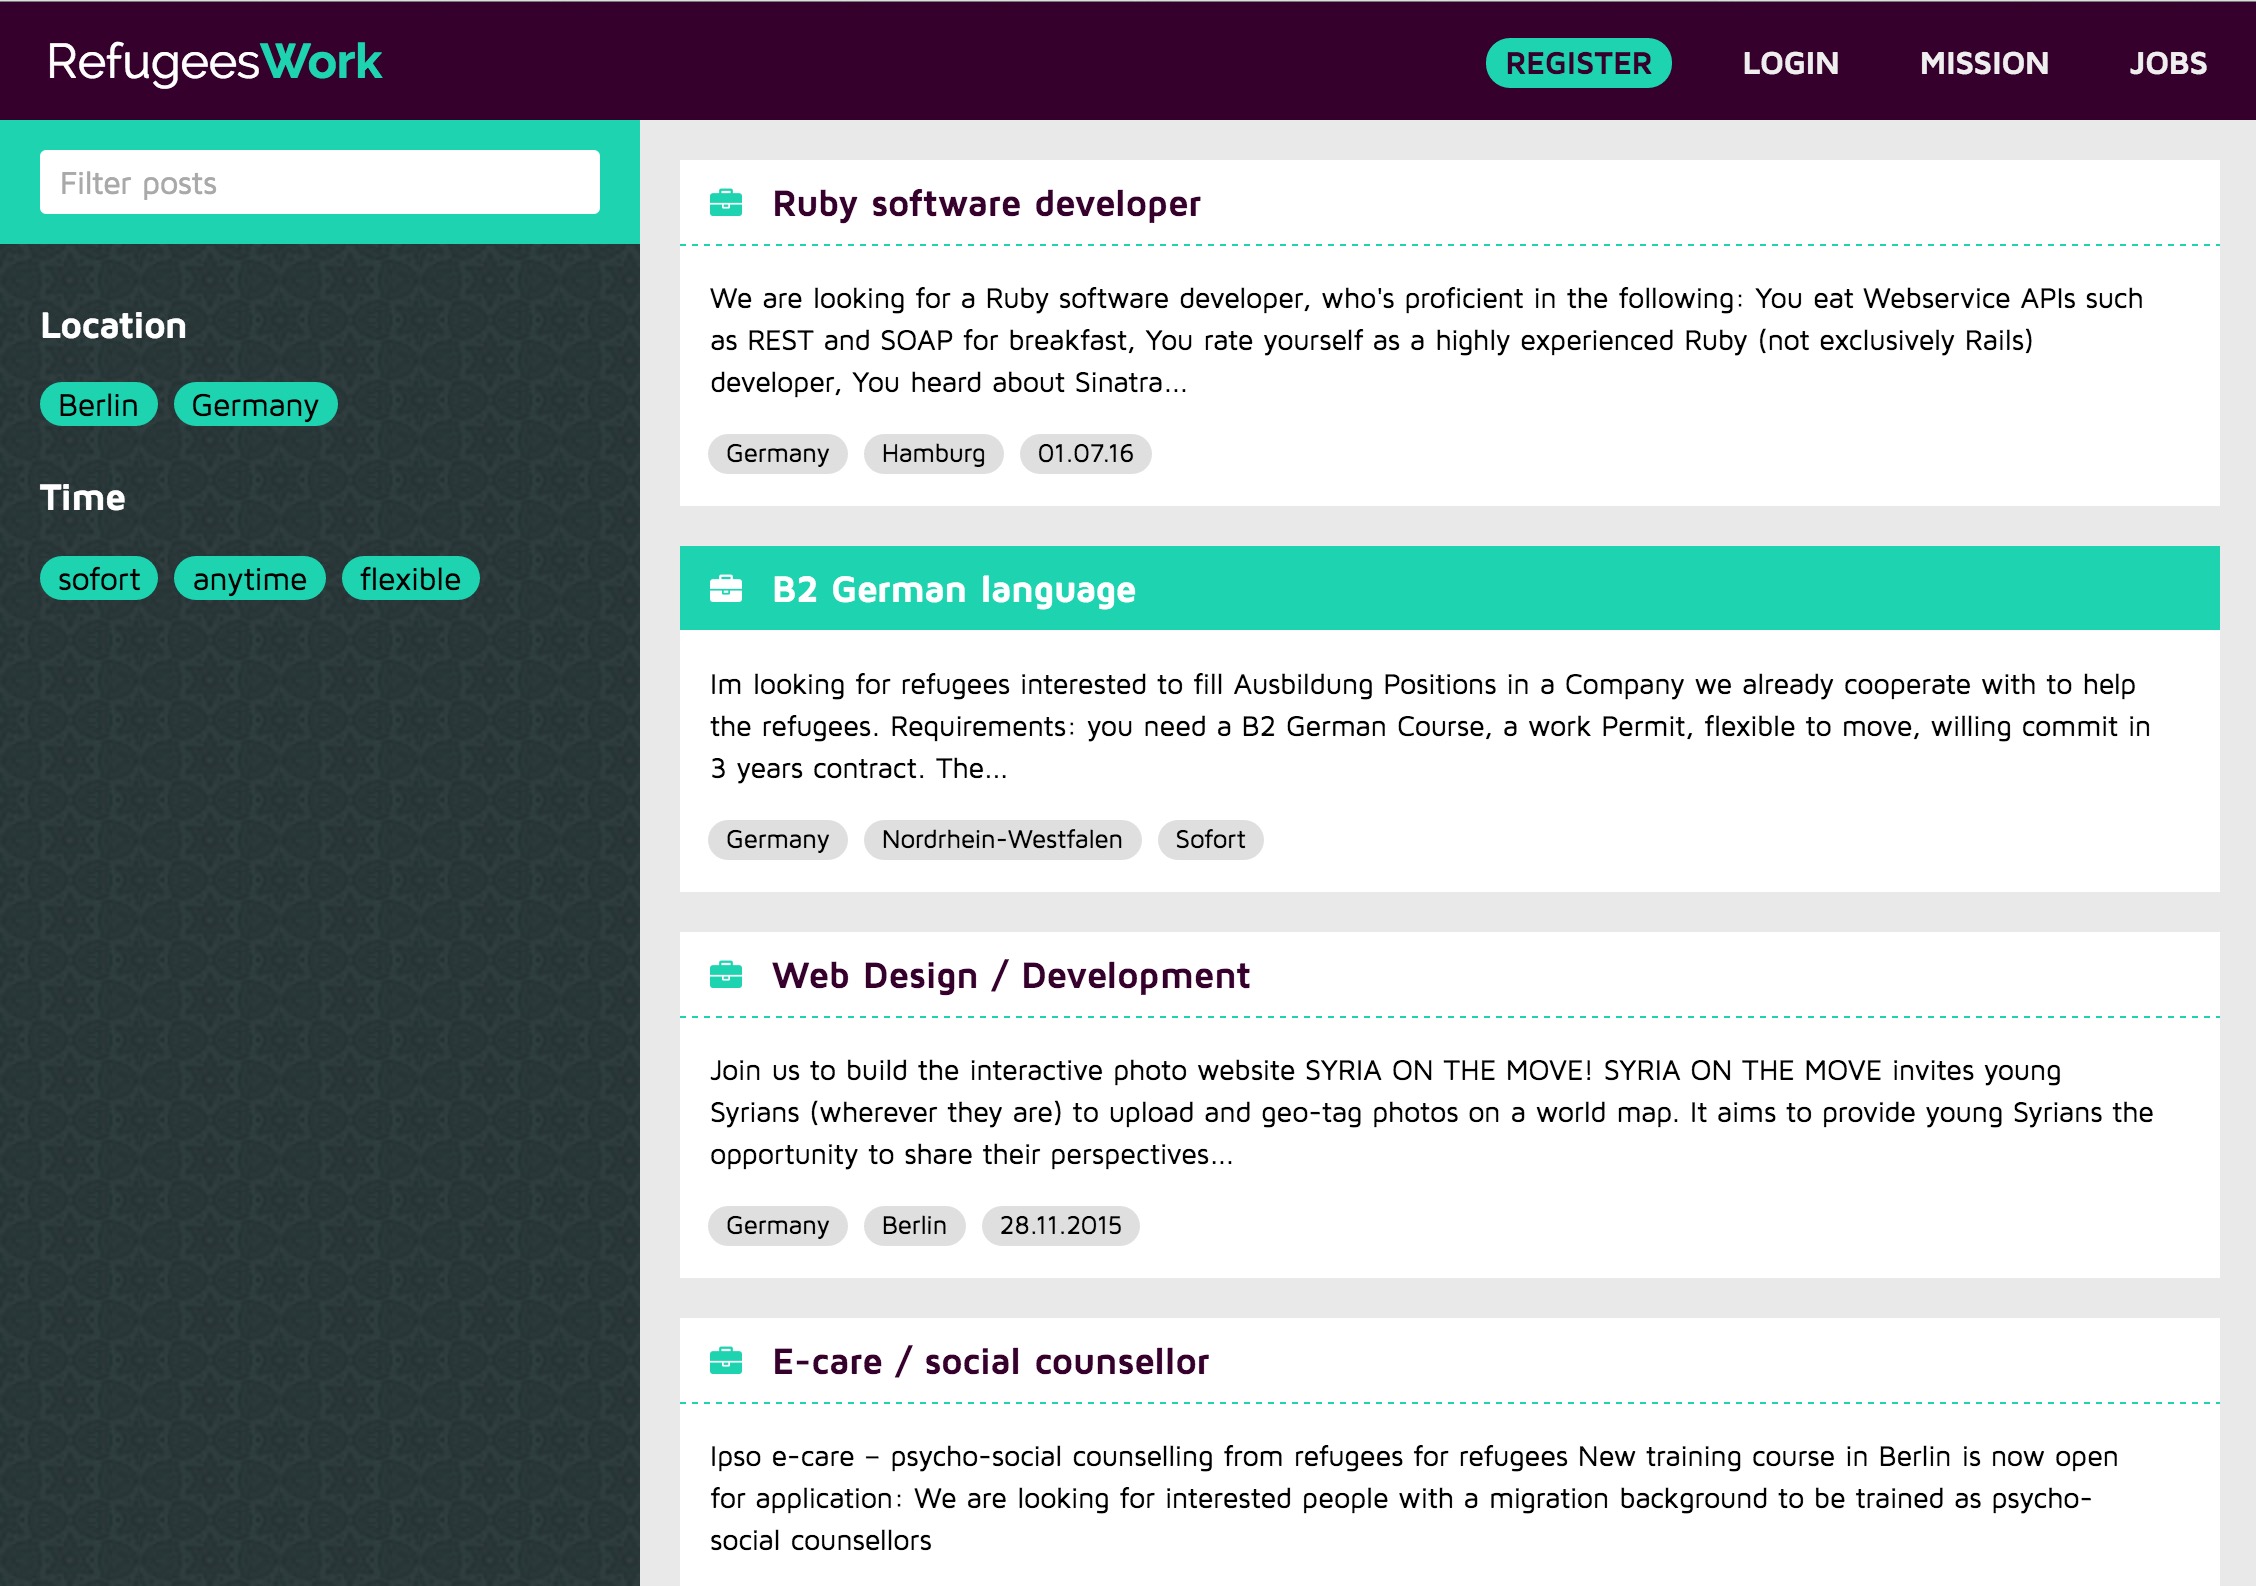 RefugeesWork
REGISTER LOGIN MISSION JOBS
Filter posts
Location
Berlin Germany
Time
sofort anytime flexible
Ruby software developer
We are looking for a Ruby software developer, who's proficient in the following: You eat Webservice APIs such
as REST and SOAP for breakfast, You rate yourself as a highly experienced Ruby (not exclusively Rails)
developer, You heard about Sinatra...
Germany Hamburg 01.07.16
B2 German language
Im looking for refugees interested to fill Ausbildung Positions in a Company we already cooperate with to help
the refugees. Requirements: you need a B2 German Course, a work Permit, flexible to move, willing commit in
3 years contract. The...
Germany Nordrhein-Westfalen Sofort
Web Design / Development
Join us to build the interactive photo website SYRIA ON THE MOVE! SYRIA ON THE MOVE invites young
Syrians (wherever they are) to upload and geo-tag photos on a world map. It aims to provide young Syrians the
opportunity to share their perspectives...
Germany Berlin 28.11.2015
E-care / social counsellor
Ipso e-care – psycho-social counselling from refugees for refugees New training course in Berlin is now open
for application: We are looking for interested people with a migration background to be trained as psycho-
social counsellors